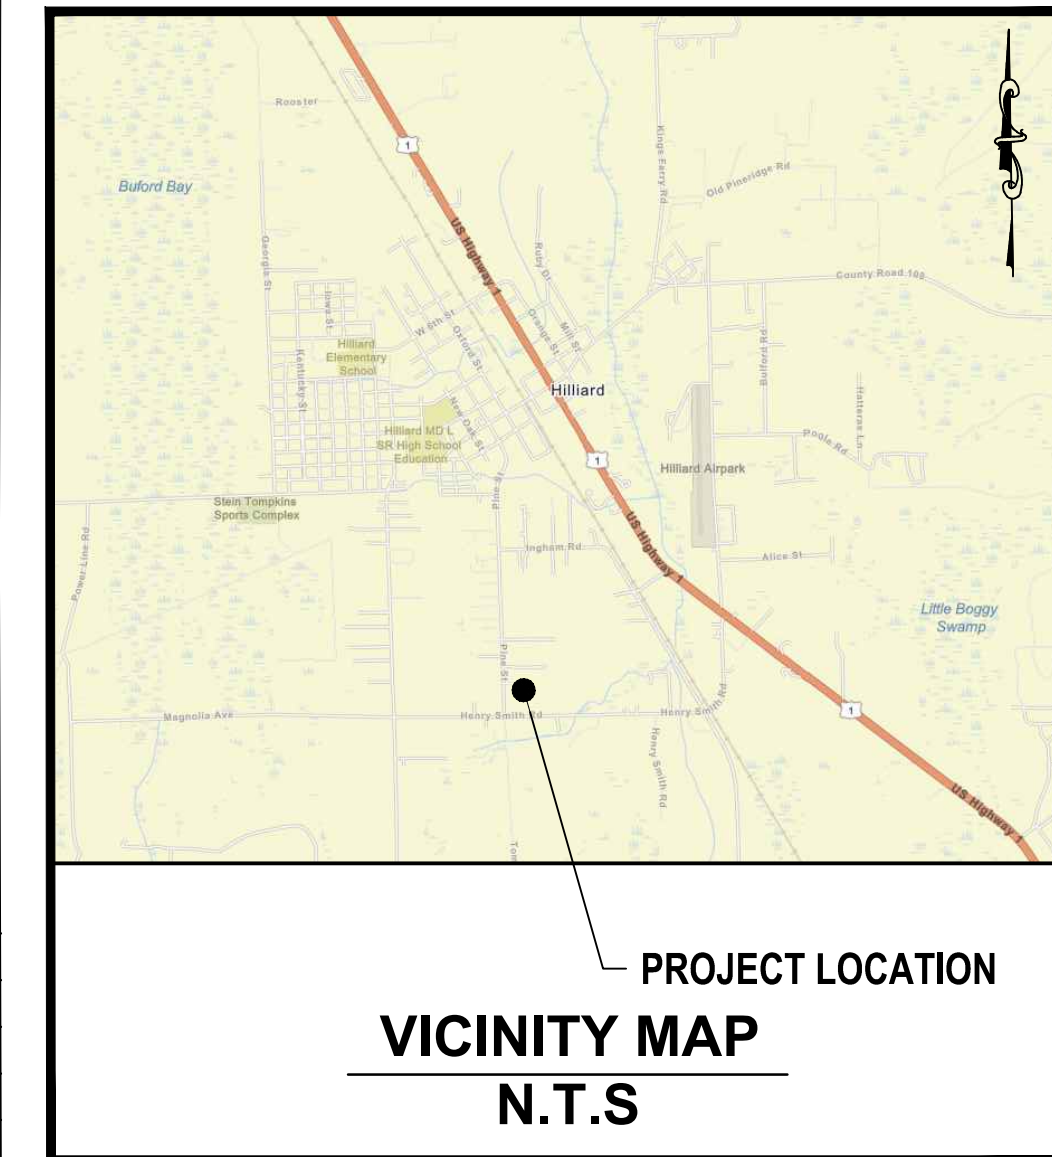 Rooster
1
Kings Farry Rd
Old Pineridge Rd
Buford Bay
Georgia St
US Highway 1
Ruby Dr
County Road 108
Iowa St
W 6th St
Oxford St
Orange St
Mill St
Bulford Rd
Hilliard
Elementary
School
Kentucky St
Hilliard
New Oak St
Hatteras Ln
Hilliard MD L
SR High School
Education
Poole Rd
1
Hilliard Airpark
Pine St
Stein Tompkins
Sports Complex
US Highway 1
Power Line Rd
Ingham Rd
Alice St
Little Boggy
Swamp
Pine St
Magnolia Ave
Henry Smith Rd
Henry Smith Rd
1
Henry Smith Rd
US Highway 1
PROJECT LOCATION
VICINITY MAP
N.T.S